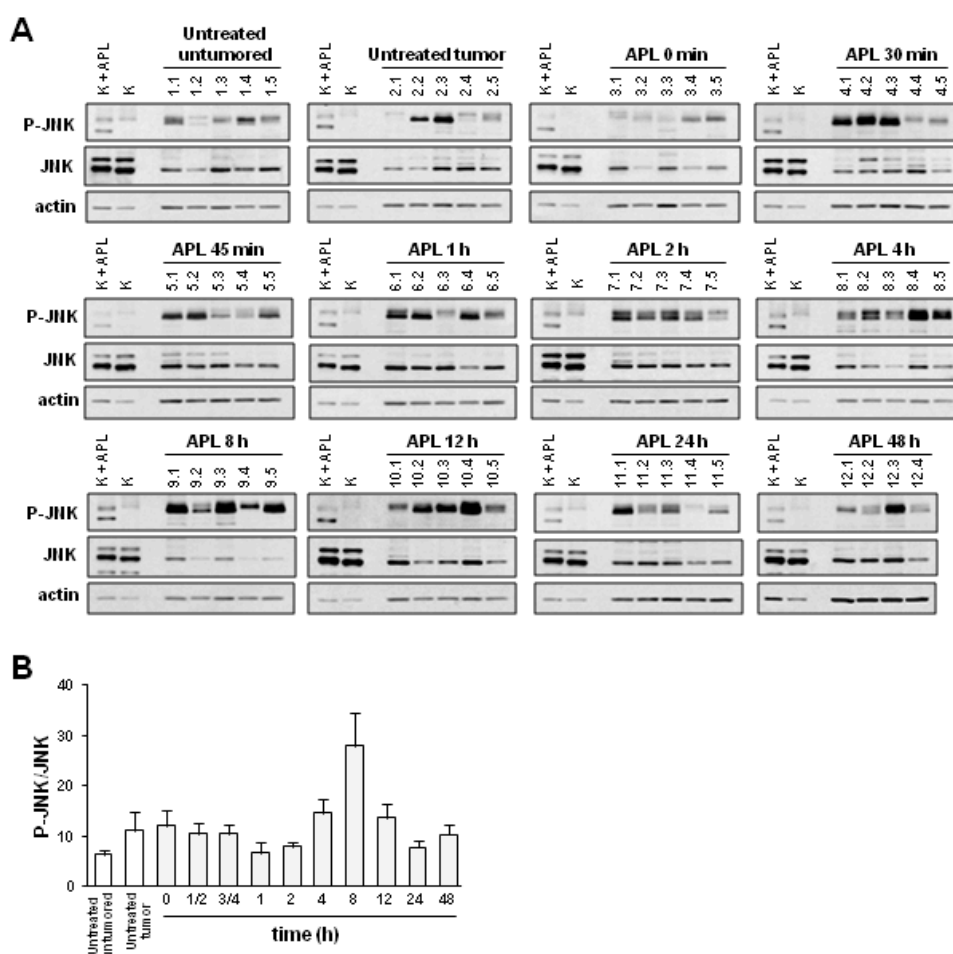 A
Untreated untumored
Untreated tumor
APL 0 min
APL 30 min
K+APL K 1.1 1.2 1.3 1.4 1.5
K+APL K 2.1 2.2 2.3 2.4 2.5
K+APL K 3.1 3.2 3.3 3.4 3.5
K+APL K 4.1 4.2 4.3 4.4 4.5
P-JNK
JNK
actin
APL 45 min
APL 1 h
APL 2 h
APL 4h
K+APL K 5.1 5.2 5.3 5.4 5.5
K+APL K 6.1 6.2 6.3 6.4 6.5
K+APL K 7.1 7.2 7.3 7.4 7.5
K+APL K 8.1 8.2 8.3 8.4 8.5
P-JNK
JNK
actin
APL 8 h
APL 12 h
APL 24 h
APL 48 h
K+APL K 9.1 9.2 9.3 9.4 9.5
K+APL K 10.1 10.2 10.3 10.4 10.5
K+APL K 11.1 11.2 11.3 11.4 11.5
K+APL K 12.1 12.2 12.3 12.4
P-JNK
JNK
actin
B
P-JNK/JNK
40
30
20
10
0
Untreated untumored
Untreated tumor
0 1/2 3/4 1 2 4 8 12 24 48
time (h)